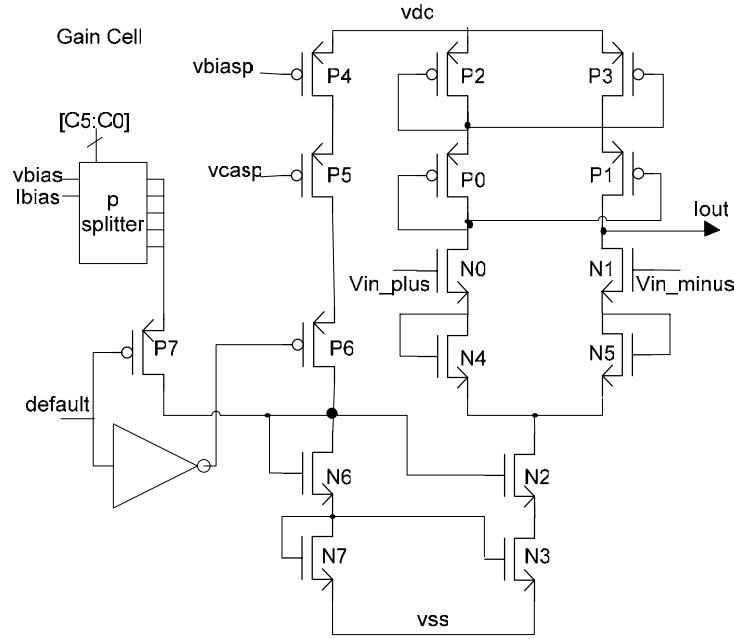 vdc
Gain Cell
vbiasp
P4
P2
P3
[C5:C0]
vcasp
P5
P0
P1
vbias
Ibias
p
splitter
Iout
N0
N1
Vin_plus
Vin_minus
P7
P6
N4
N5
default
N6
N2
N7
N3
vss